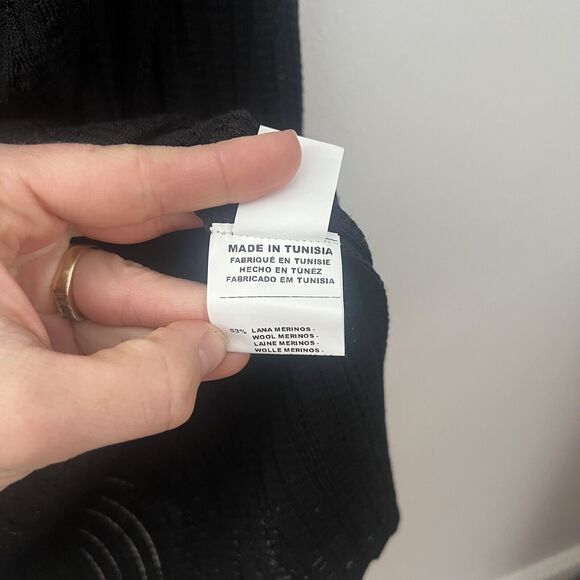 MADE IN TUNISIA
FABRIQUÉ EN TUNISIE
HECHO EN TÚNEZ
FABRICADO EM TUNISIA
53% LANA MERINOS -
WOOL MERINOS -
LAINE MERINOS -
WOLLE MERINOS -